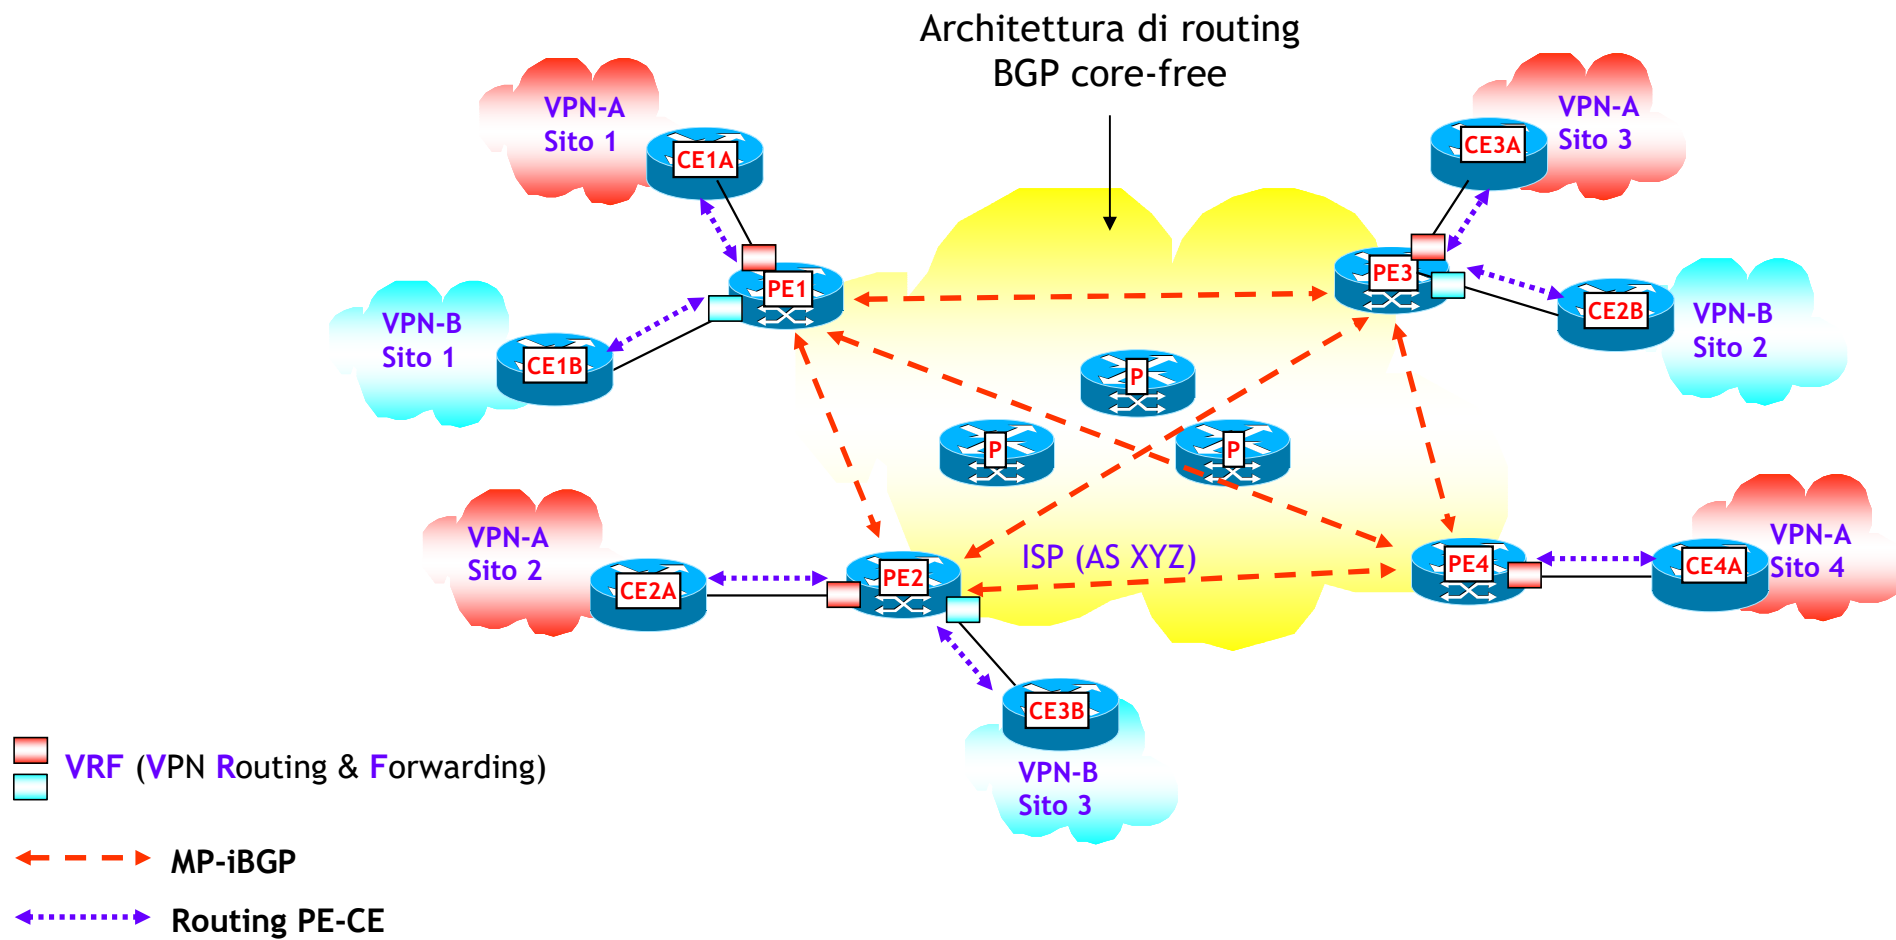 Architettura di routing
BGP core-free
VPN-A
Sito 1
CE1A
VPN-A
Sito 3
CE3A
PE1
PE3
VPN-B
Sito 1
CE1B
CE2B
VPN-B
Sito 2
P
P
P
VPN-A
Sito 2
CE2A
PE2
ISP (AS XYZ)
PE4
CE4A
VPN-A
Sito 4
CE3B
VPN-B
Sito 3
VRF (VPN Routing & Forwarding)
MP-iBGP
Routing PE-CE